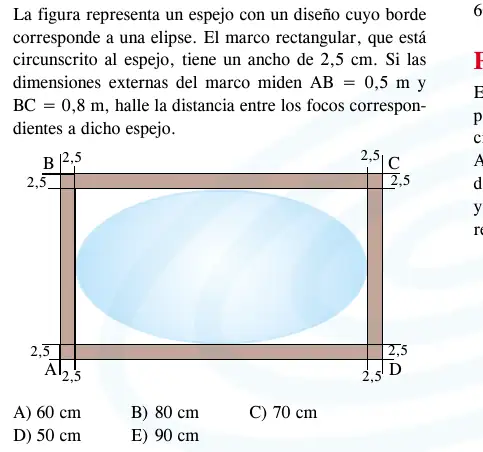 La figura representa un espejo con un diseño cuyo borde
corresponde a una elipse. El marco rectangular, que está
circunscrito al espejo, tiene un ancho de 2,5 cm. Si las
dimensiones externas del marco miden AB = 0,5 m y
BC = 0,8 m, halle la distancia entre los focos correspon-
dientes a dicho espejo.
B 2,5 2,5 C
2,5 2,5
2,5 2,5
A 2,5 2,5 D
A) 60 cm B) 80 cm C) 70 cm
D) 50 cm E) 90 cm
6
E
p
c
A
d
y
re